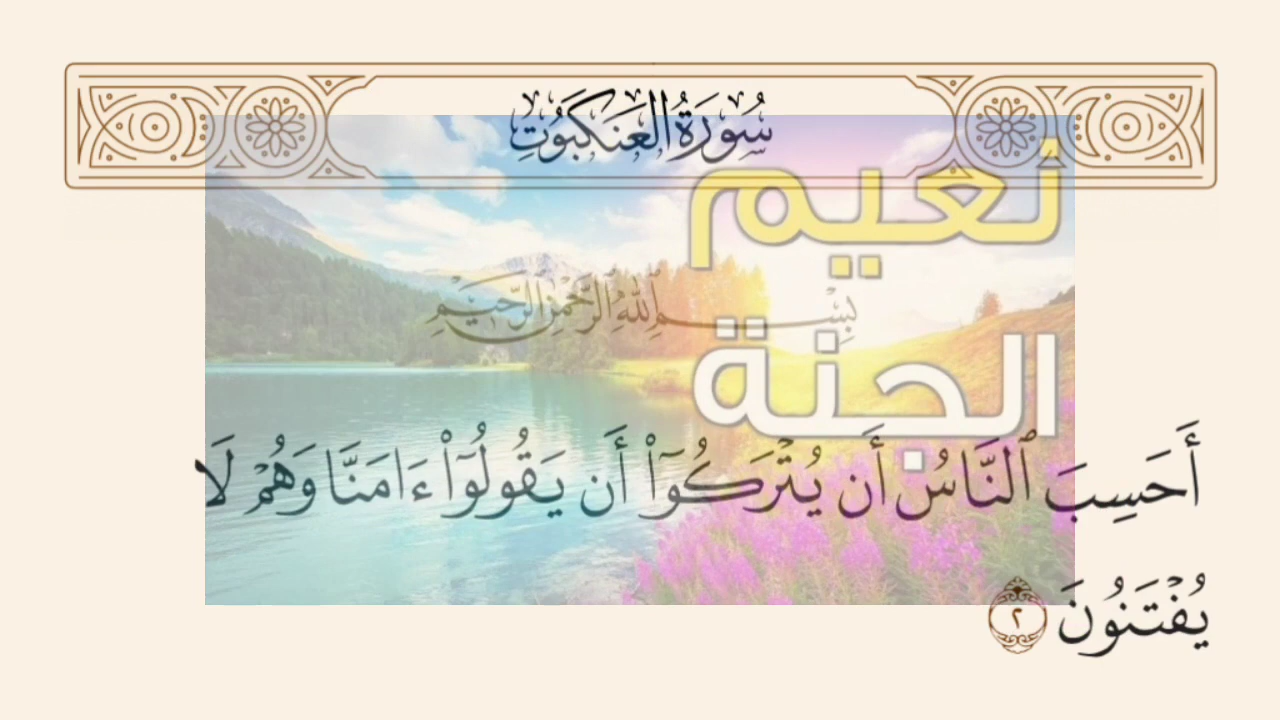 سُورَةُ العَنكَبُوتِ
نعيم
بِسْمِ ٱللَّهِ ٱلرَّحْمَٰنِ ٱلرَّحِيمِ
الجنة
أَحَسِبَ ٱلنَّاسُ أَن يُتْرَكُوٓا۟ أَن يَقُولُوٓا۟ ءَامَنَّا وَهُمْ لَا
يُفْتَنُونَ ٢